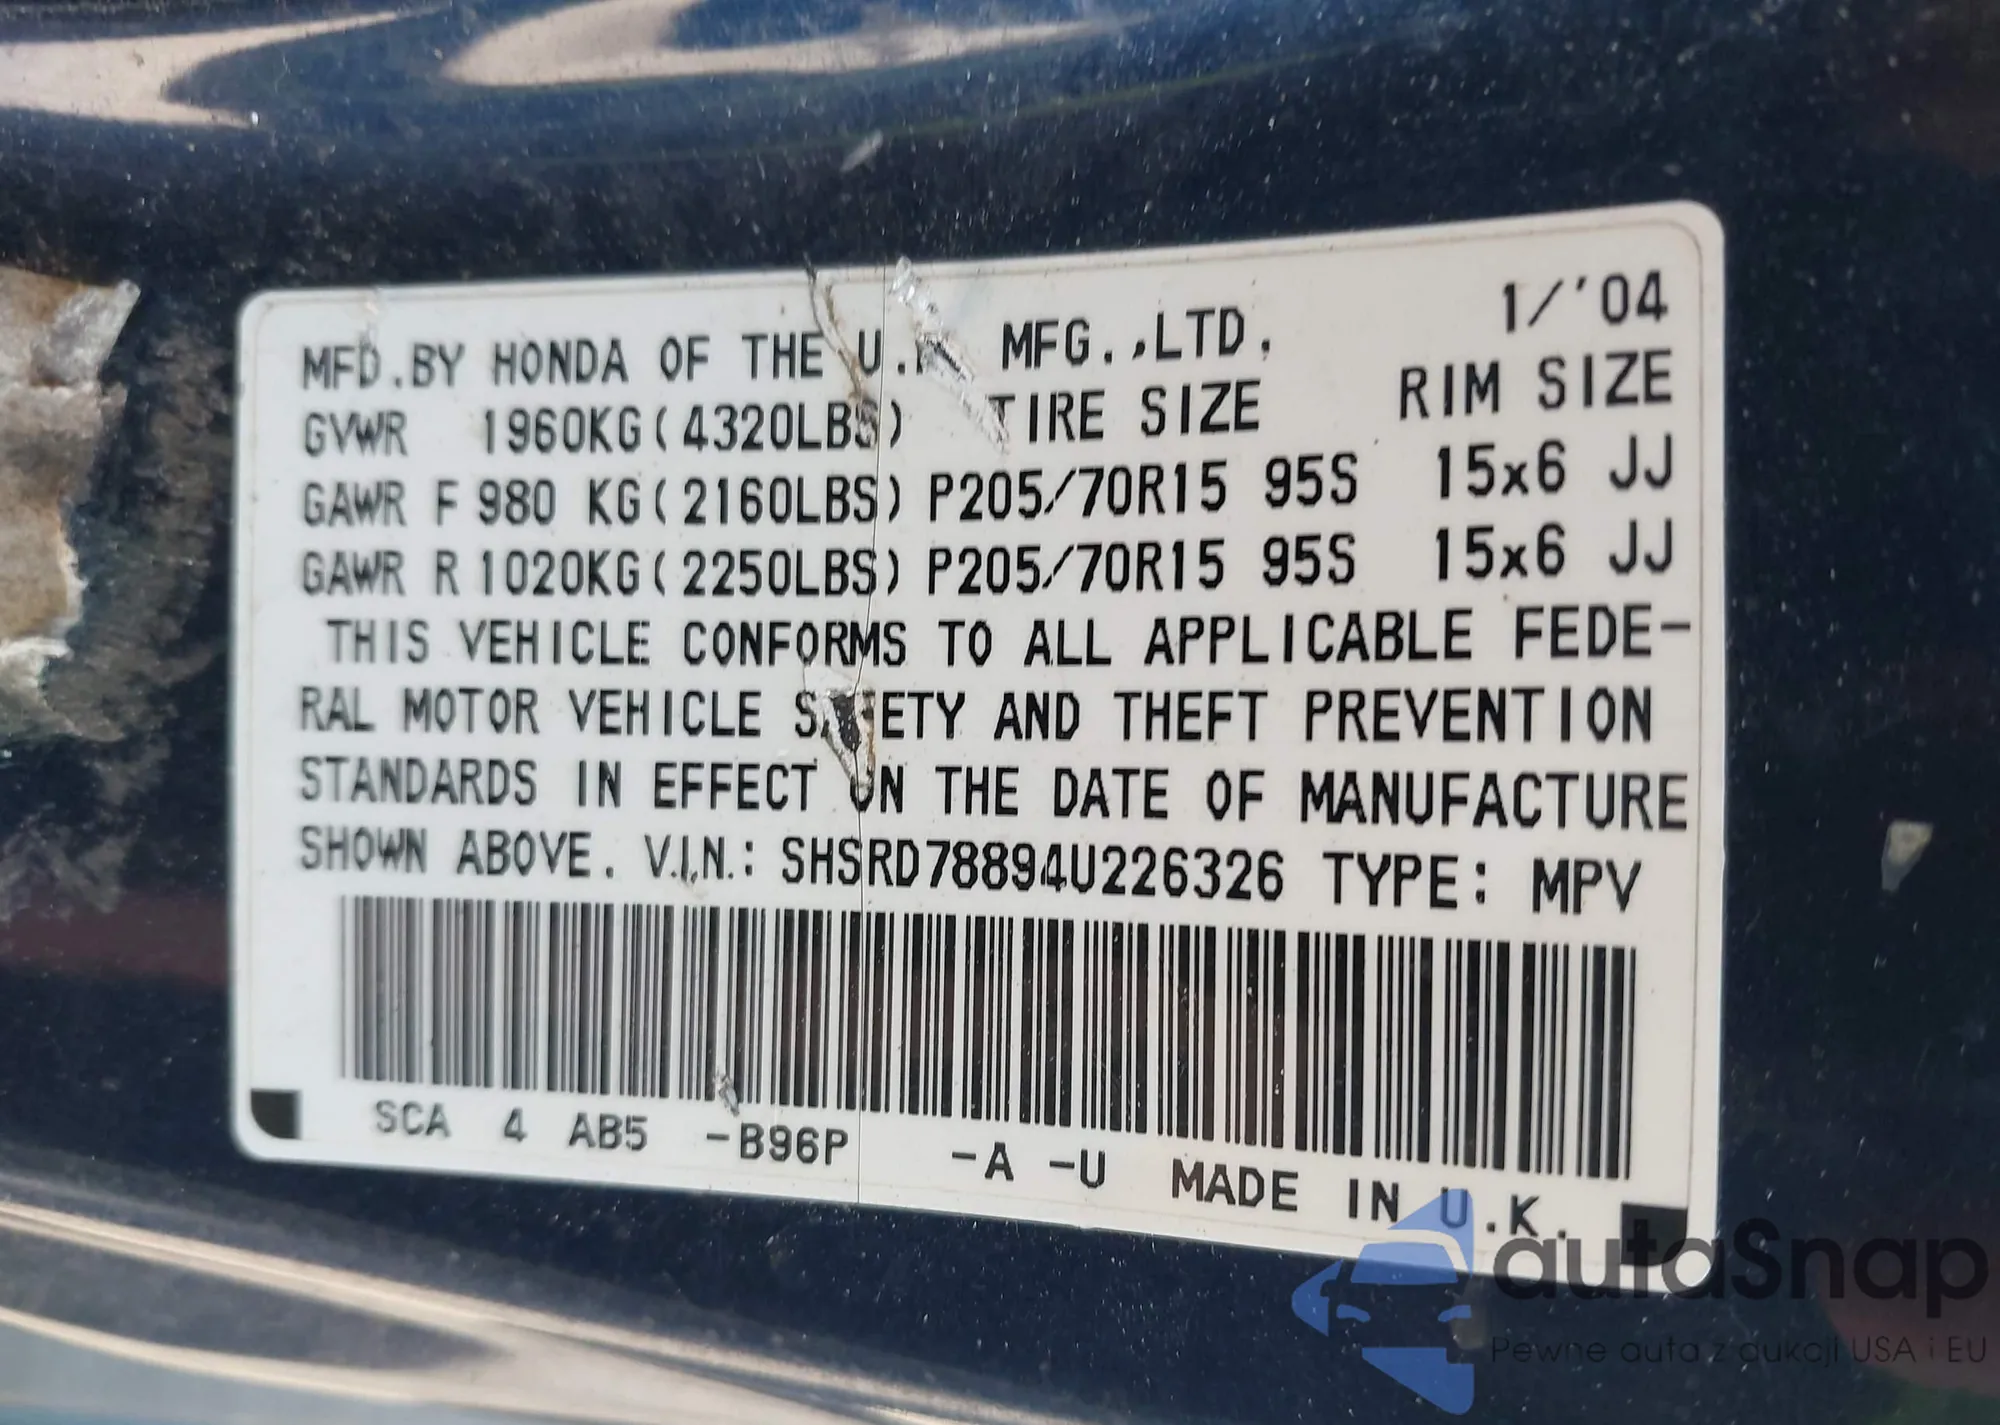 1/'04
MFD.BY HONDA OF THE U. MFG.,LTD.
GVWR 1960KG(4320LBS) TIRE SIZE RIM SIZE
GAWR F 980 KG(2160LBS) P205/70R15 95S 15x6 JJ
GAWR R 1020KG(2250LBS) P205/70R15 95S 15x6 JJ
THIS VEHICLE CONFORMS TO ALL APPLICABLE FEDE-
RAL MOTOR VEHICLE SAFETY AND THEFT PREVENTION
STANDARDS IN EFFECT ON THE DATE OF MANUFACTURE
SHOWN ABOVE. V.I.N.: SHSRD78894U226326 TYPE: MPV
SCA 4 AB5 -B96P -A -U MADE IN U.K.
autaSnap
Pewne auta z aukcji USA i EU